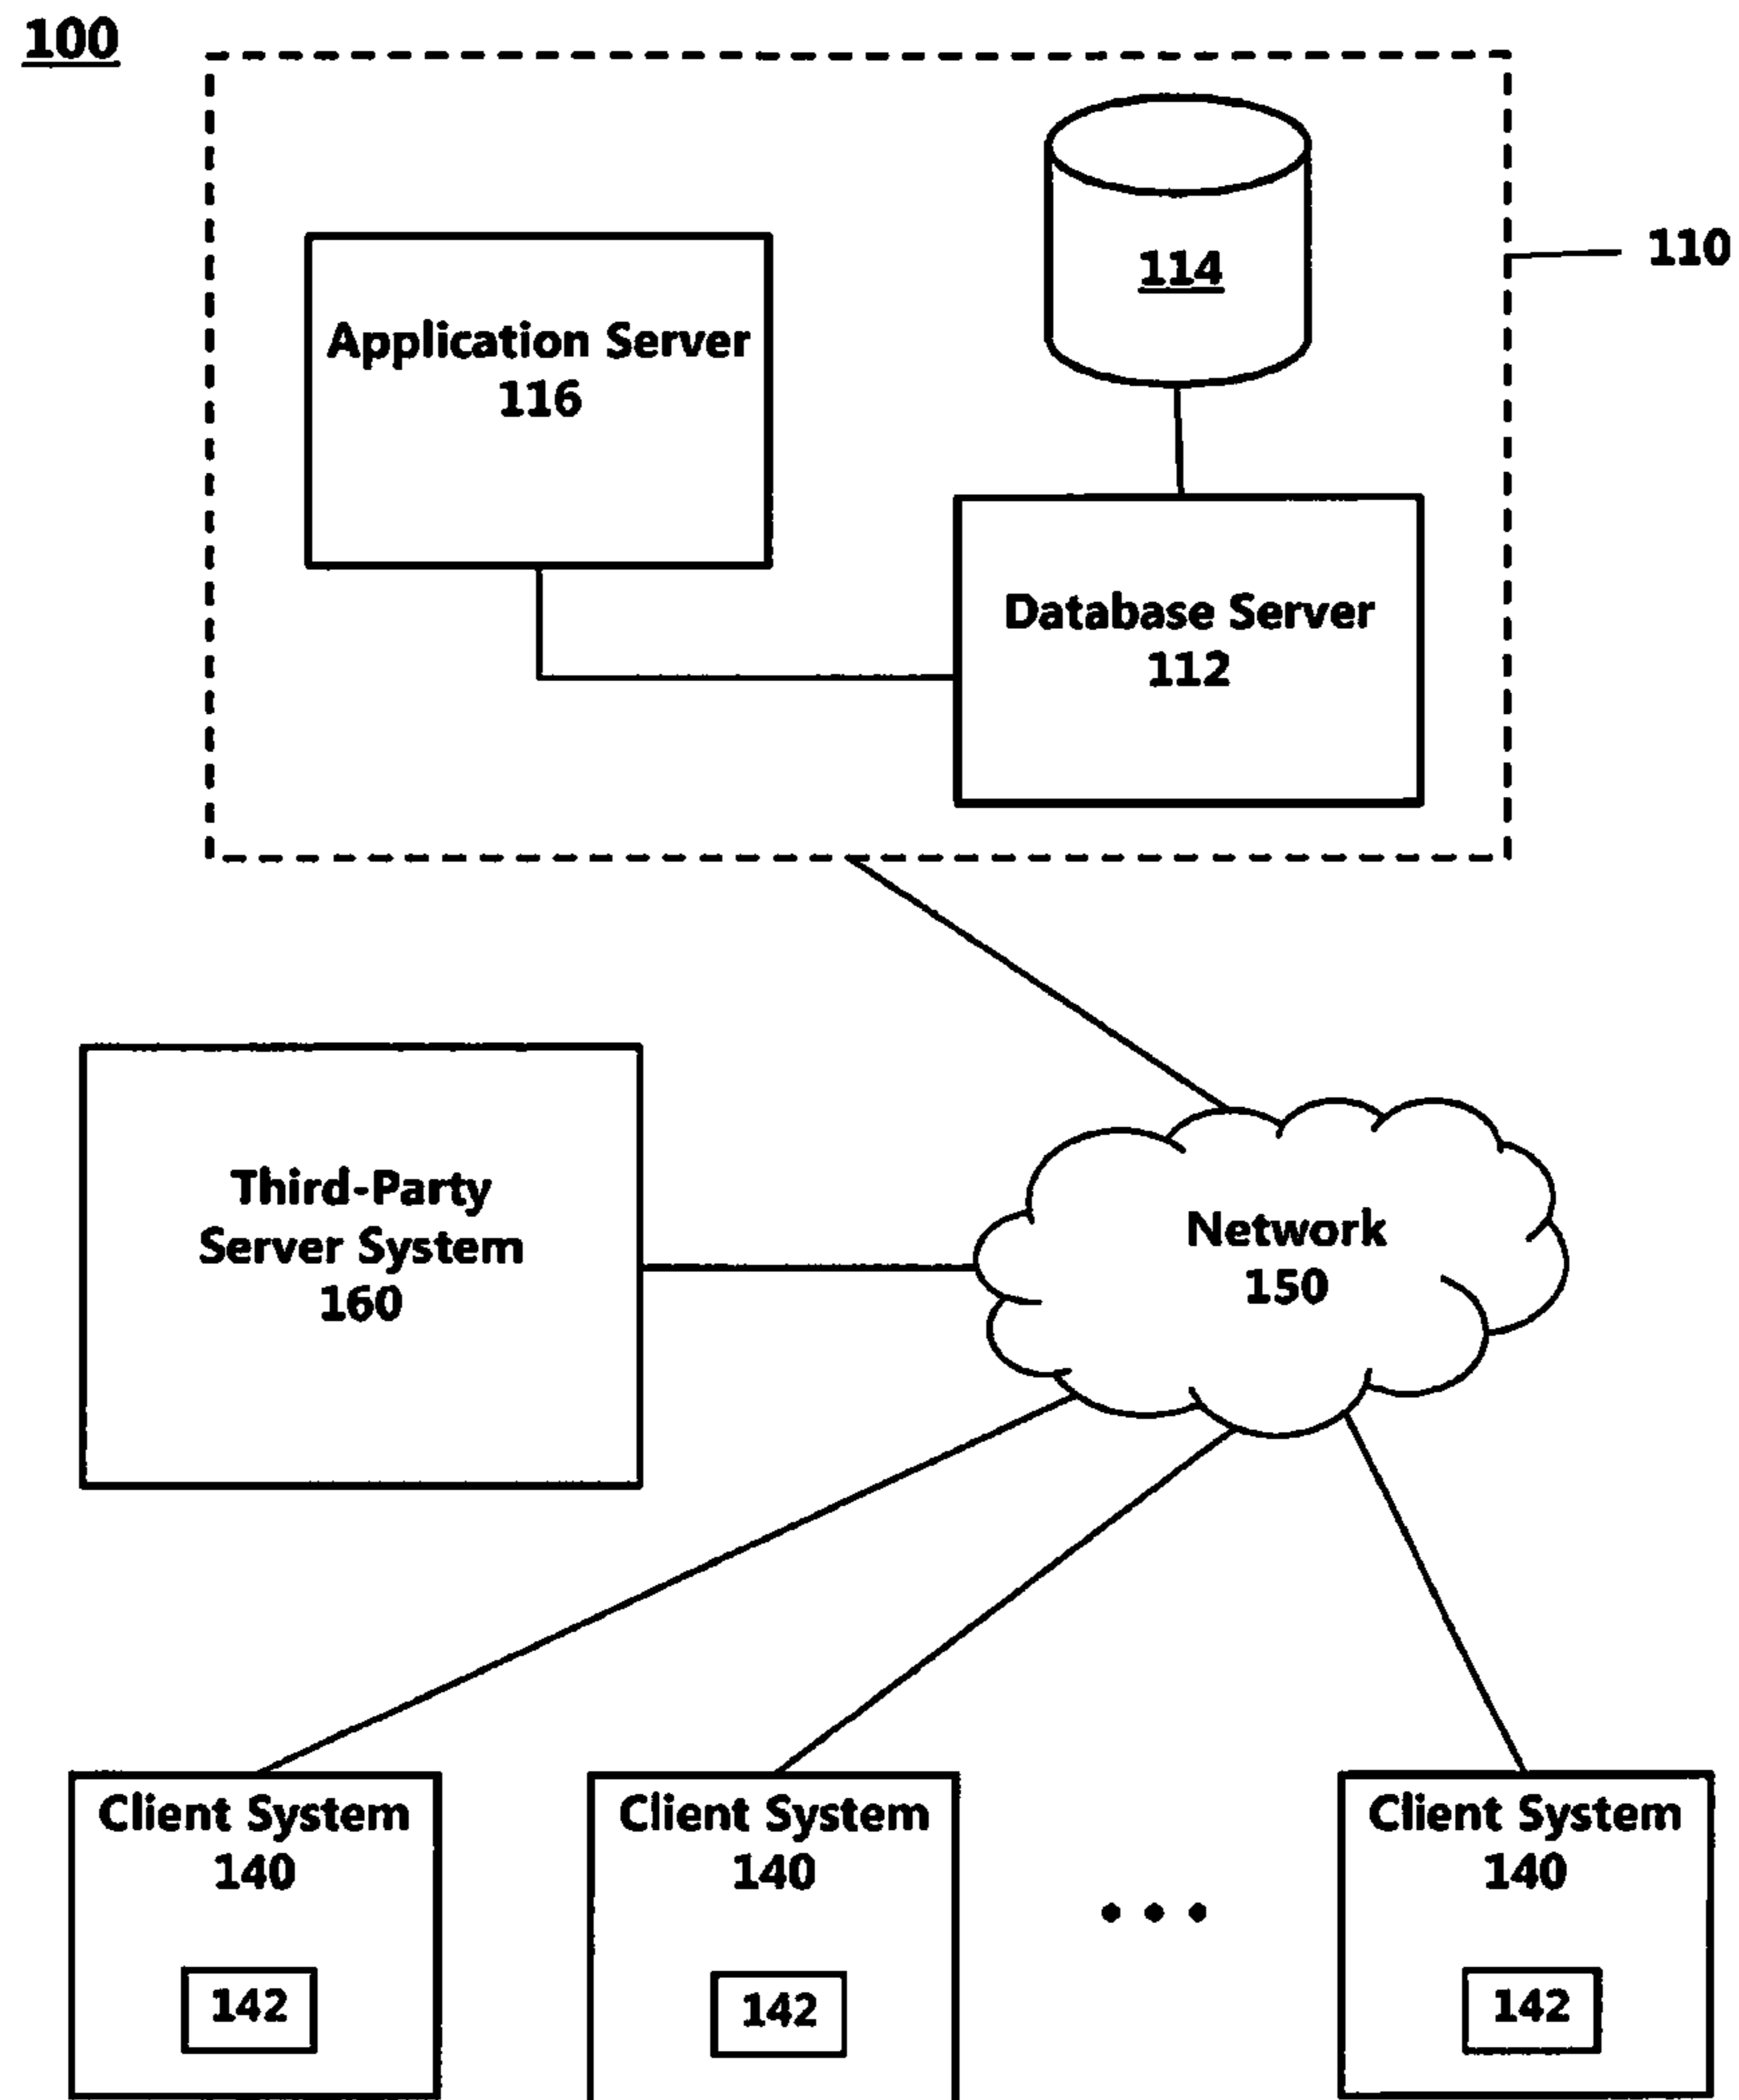 100
114
110
Application Server
116
Database Server
112
Third-Party
Server System
160
Network
150
Client System
140
142
Client System
140
142
Client System
140
142